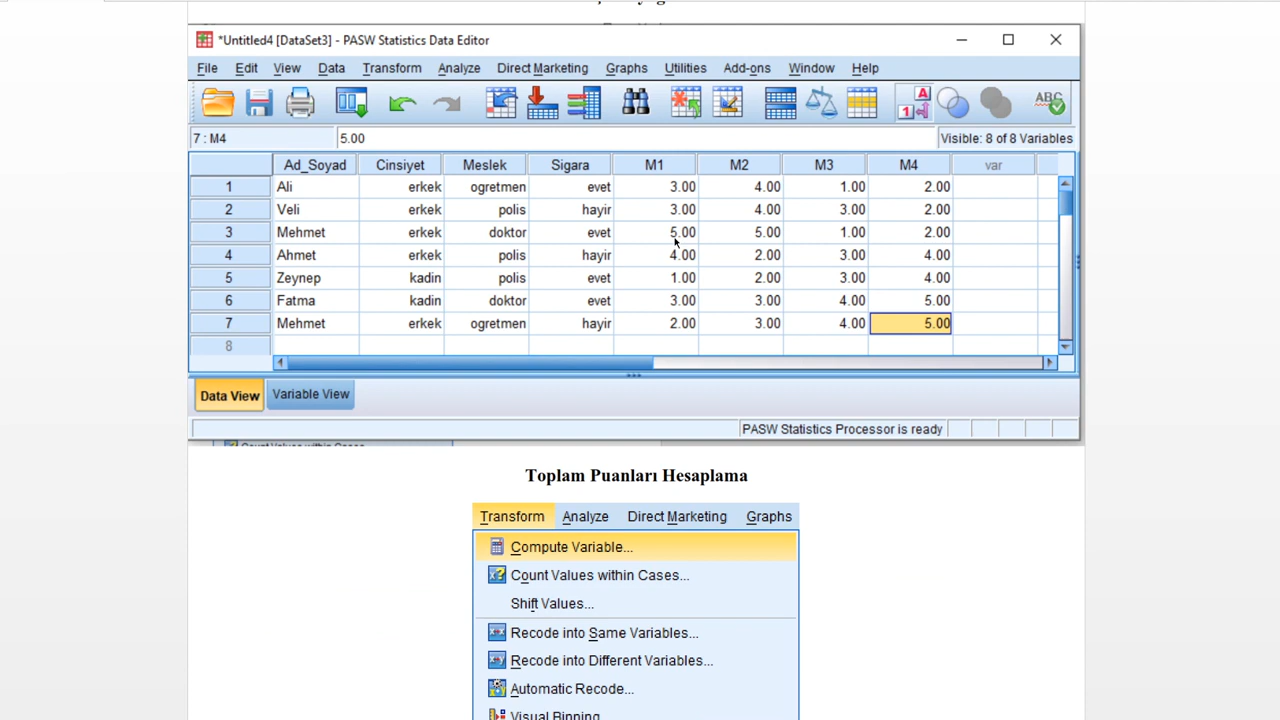 *Untitled4 [DataSet3] - PASW Statistics Data Editor
File Edit View Data Transform Analyze Direct Marketing Graphs Utilities Add-ons Window Help
7 : M4 5.00 Visible: 8 of 8 Variables
Ad_Soyad Cinsiyet Meslek Sigara M1 M2 M3 M4 var
1 Ali erkek ogretmen evet 3.00 4.00 1.00 2.00
2 Veli erkek polis hayir 3.00 4.00 3.00 2.00
3 Mehmet erkek doktor evet 5.00 5.00 1.00 2.00
4 Ahmet erkek polis hayir 4.00 2.00 3.00 4.00
5 Zeynep kadin polis evet 1.00 2.00 3.00 4.00
6 Fatma kadin doktor evet 3.00 3.00 4.00 5.00
7 Mehmet erkek ogretmen hayir 2.00 3.00 4.00 5.00
8
Data View Variable View
PASW Statistics Processor is ready
Count Values within Cases
Toplam Puanları Hesaplama
Transform Analyze Direct Marketing Graphs
Compute Variable...
Count Values within Cases...
Shift Values...
Recode into Same Variables...
Recode into Different Variables...
Automatic Recode...
Visual Binning